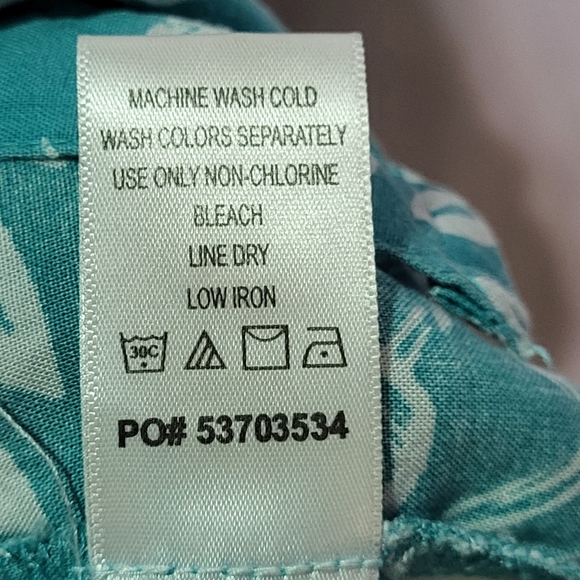 MACHINE WASH COLD
WASH COLORS SEPARATELY
USE ONLY NON-CHLORINE
BLEACH
LINE DRY
LOW IRON
30C
PO# 53703534